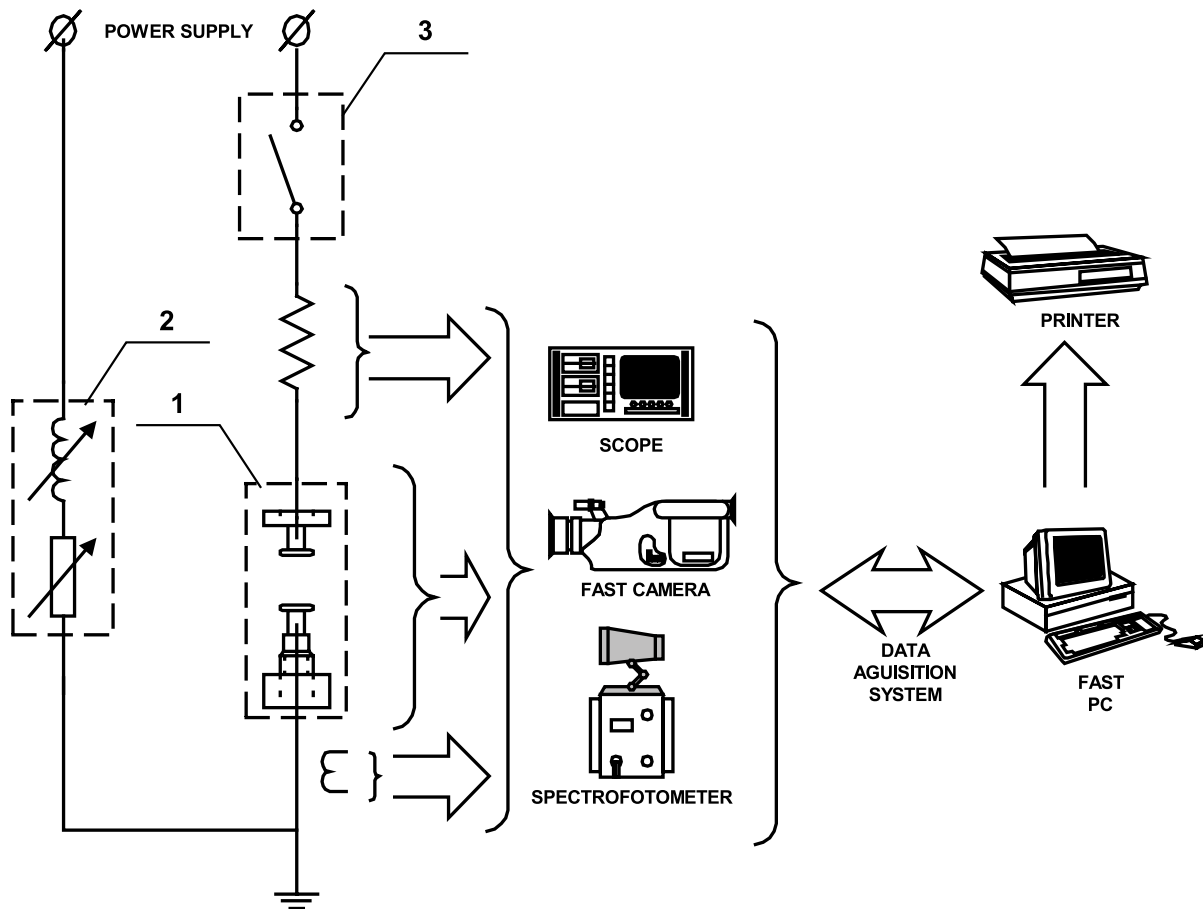 POWER SUPPLY
3
2
1
PRINTER
SCOPE
FAST CAMERA
DATA
AGUISITION
SYSTEM
FAST
PC
SPECTROFOTOMETER